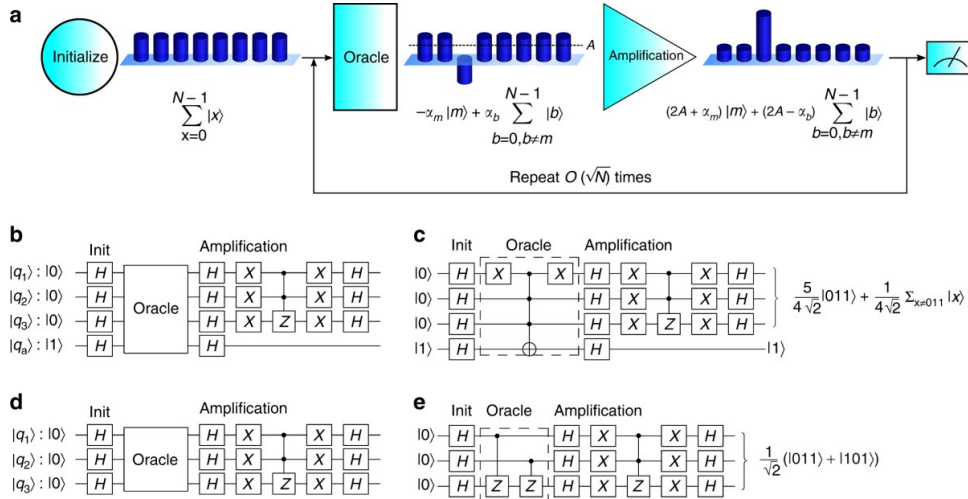 a
Initialize
Oracle
A
Amplification
N − 1
∑ |x⟩
x=0
−αₘ |m⟩ + α_b ∑ |b⟩
N − 1
b=0,b≠m
(2A + αₘ) |m⟩ + (2A − α_b) ∑ |b⟩
N − 1
b=0,b≠m
Repeat O (√N) times
b
Init
Amplification
|q₁⟩ : |0⟩ H Oracle H X X H
|q₂⟩ : |0⟩ H H X X H
|q₃⟩ : |0⟩ H H X Z X H
|qₐ⟩ : |1⟩ H H
c
Init Oracle Amplification
|0⟩ H X X H X X H
|0⟩ H H X X H
|0⟩ H H X Z X H
|1⟩ H H |1⟩
5/(4√2) |011⟩ + 1/(4√2) Σₓ≠₀₁₁ |x⟩
d
Init
Amplification
|q₁⟩ : |0⟩ H Oracle H X X H
|q₂⟩ : |0⟩ H H X X H
|q₃⟩ : |0⟩ H H X Z X H
e
Init Oracle Amplification
|0⟩ H H X X H
|0⟩ H H X X H
|0⟩ H Z Z H X Z X H
1/√2 (|011⟩ + |101⟩)